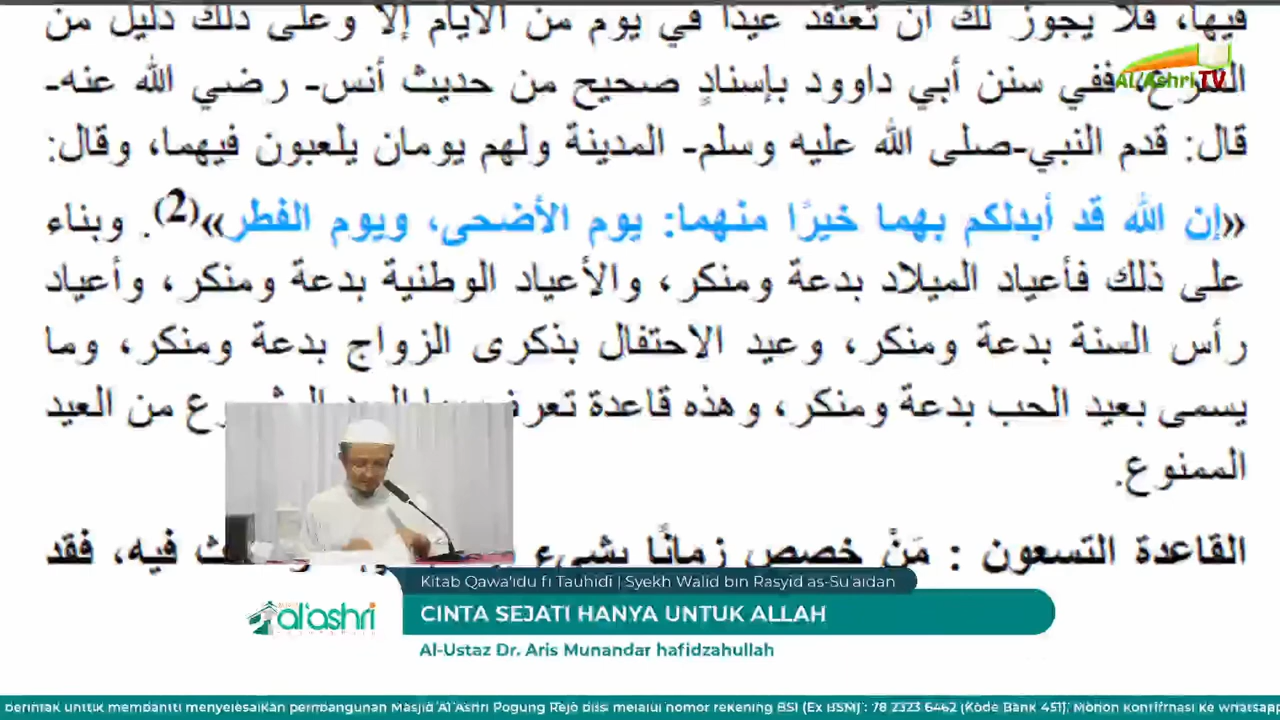 فيها، فلا يجوز لك أن تعتقد عيدًا في يوم من الأيام إلا وعلى ذلك دليل من
الشرع، ففي سنن أبي داوود بإسنادٍ صحيح من حديث أنس- رضي الله عنه-
قال: قدم النبي-صلى الله عليه وسلم- المدينة ولهم يومان يلعبون فيهما، وقال:
«إن الله قد أبدلكم بهما خيرًا منهما: يوم الأضحى، ويوم الفطر»(2). وبناء
على ذلك فأعياد الميلاد بدعة ومنكر، والأعياد الوطنية بدعة ومنكر، وأعياد
رأس السنة بدعة ومنكر، وعيد الاحتفال بذكرى الزواج بدعة ومنكر، وما
يسمى بعيد الحب بدعة ومنكر، وهذه قاعدة تعرف من العيد
الممنوع.
القاعدة التسعون : مَنْ خصص زمانًا بشيء فيه، فقد
Al Ashri TV
Kitab Qawa'idu fi Tauhidi | Syekh Walid bin Rasyid as-Su'aidan
al'ashri
CINTA SEJATI HANYA UNTUK ALLAH
Al-Ustaz Dr. Aris Munandar hafidzahullah
berinfak untuk membantu menyelesaikan pembangunan Masjid Al Ashri Pogung Rejo bisa melalui nomor rekening BSI (Ex BSM) : 78 2323 6462 (Kode Bank 451), Mohon konfirmasi ke whatsapp